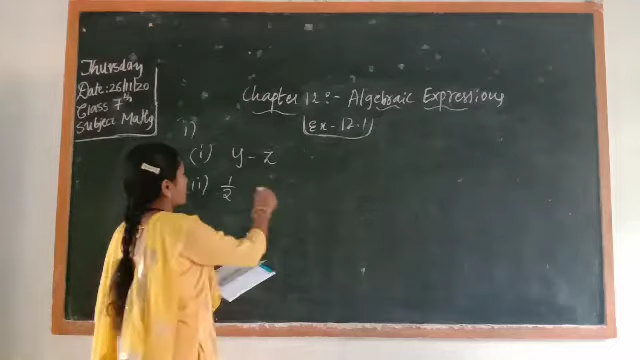 Thursday
Date: 26/11/20
Class 7th
Subject Maths
Chapter 12:- Algebraic Expressions
Ex-12.1
1)
(i) y - z
(ii) 1/2